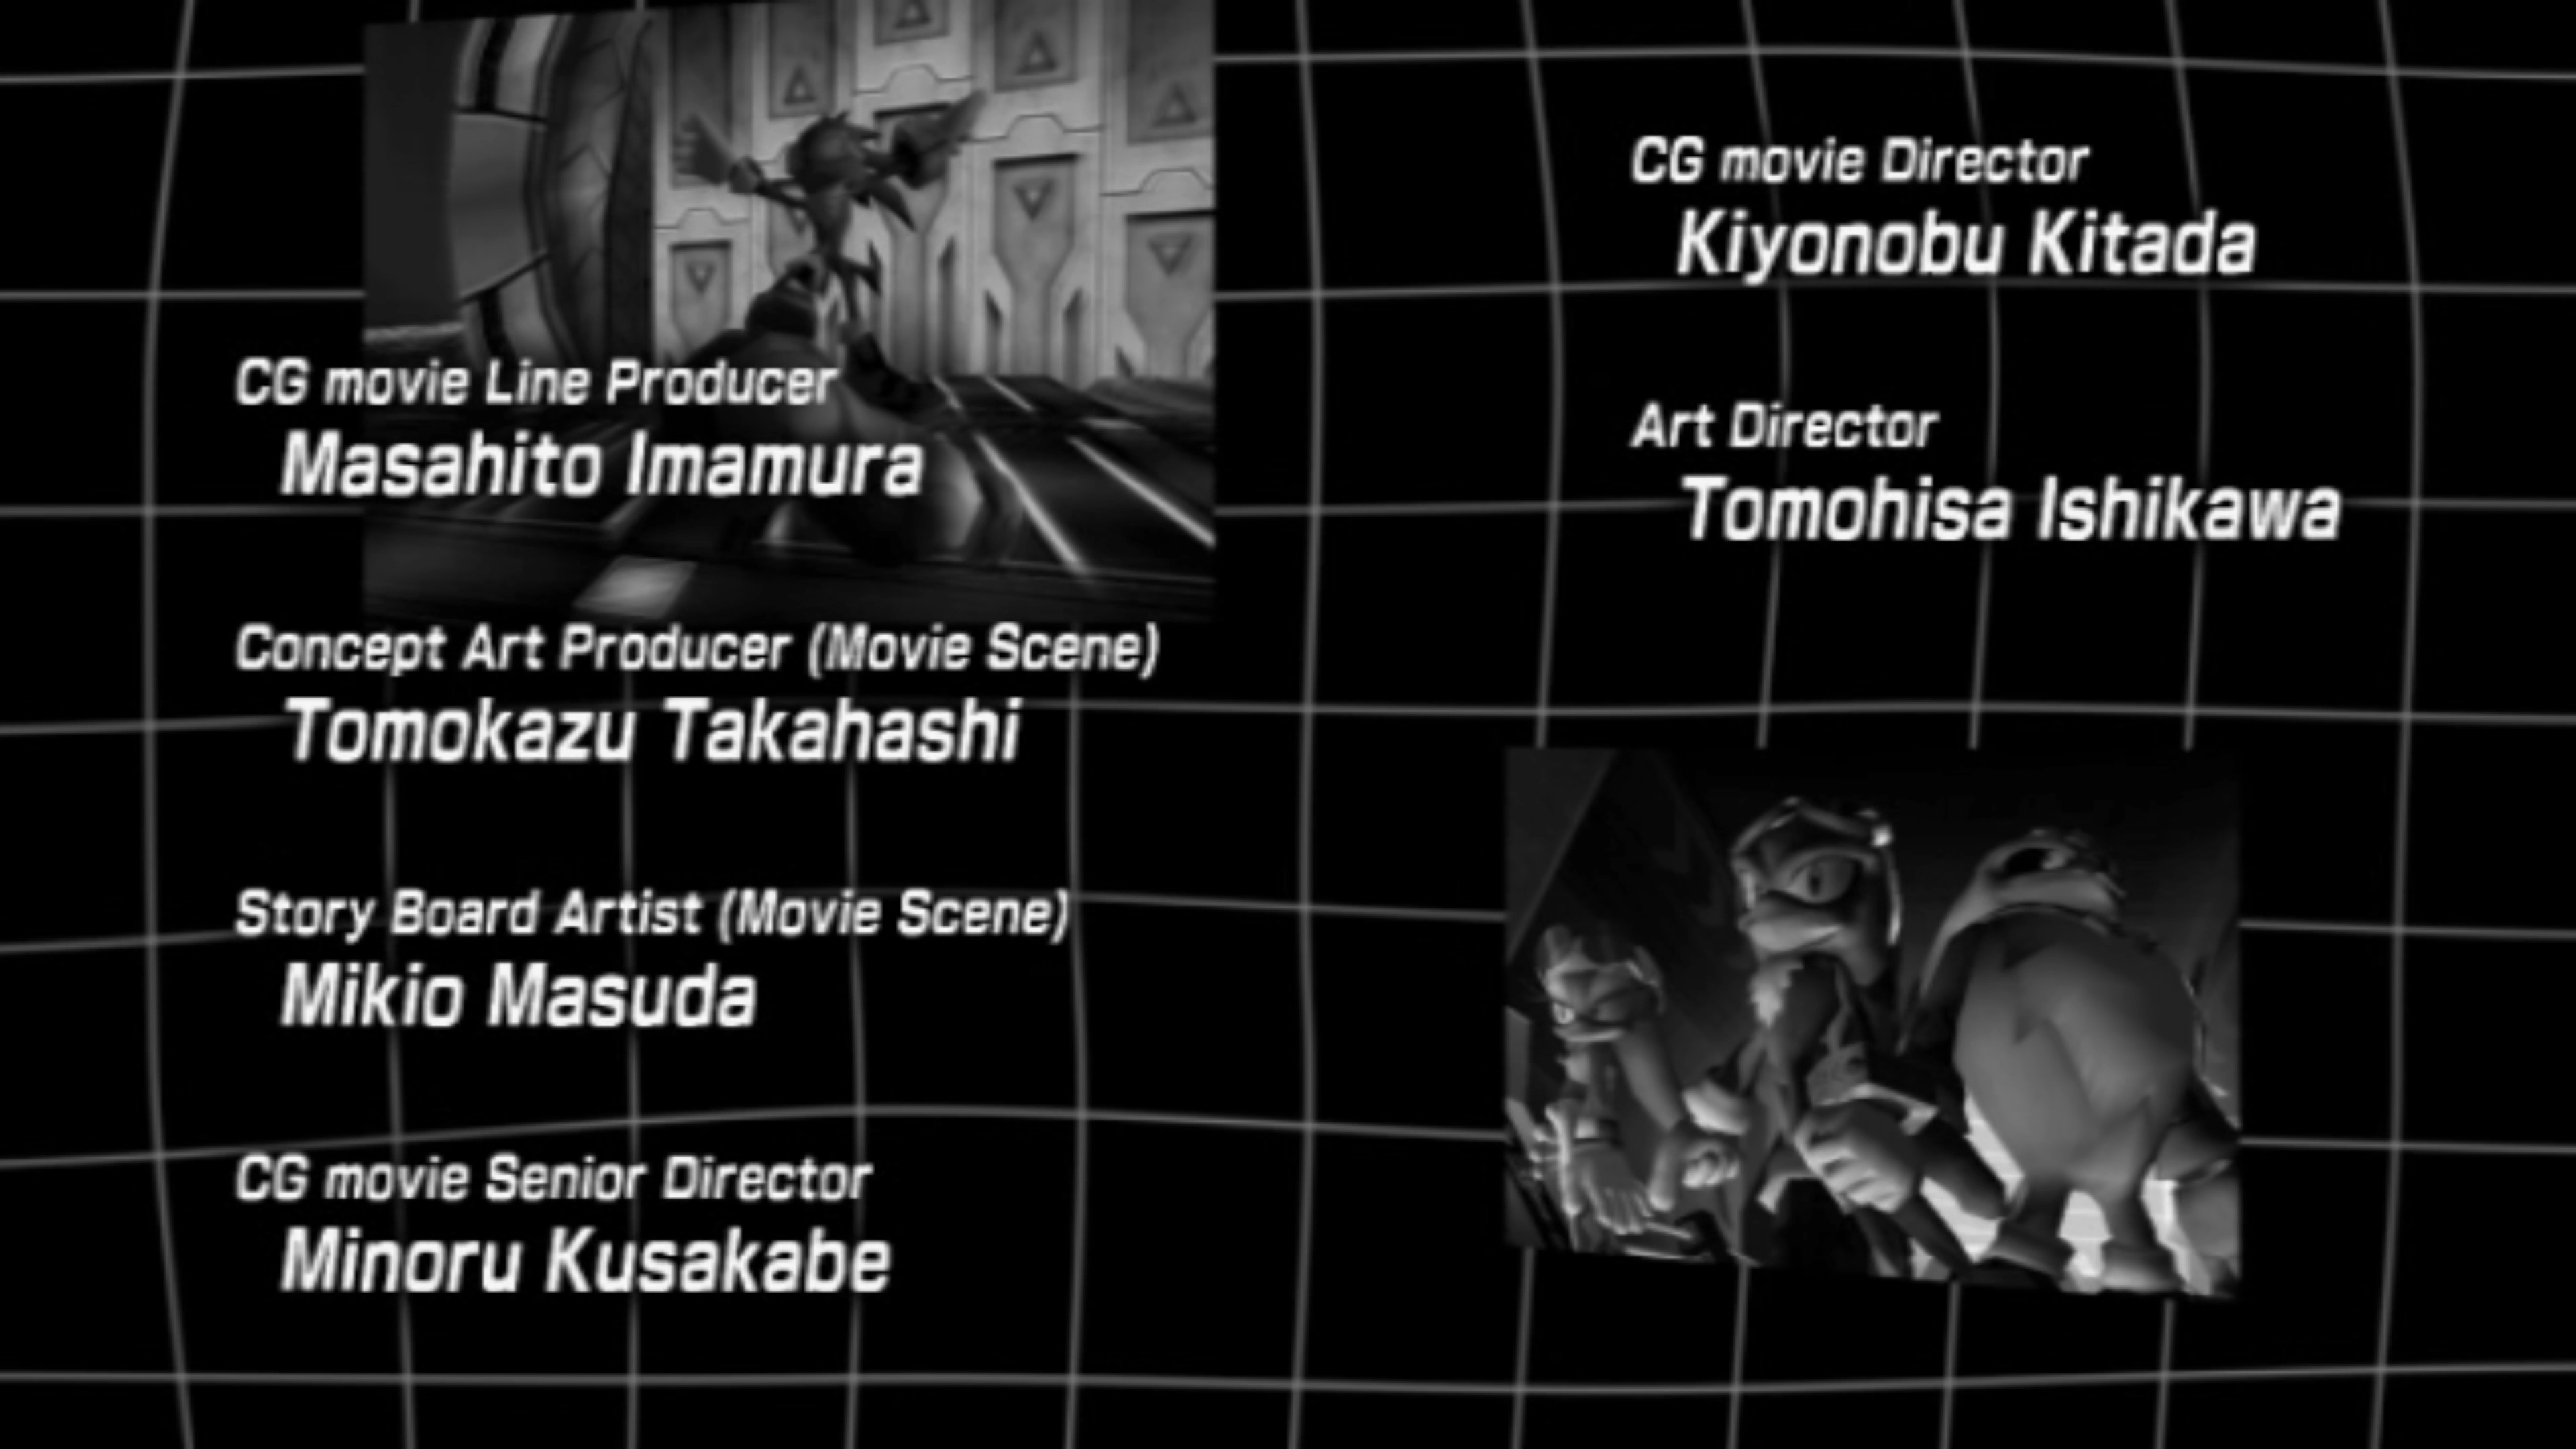 CG movie Line Producer
Masahito Imamura
Concept Art Producer (Movie Scene)
Tomokazu Takahashi
Story Board Artist (Movie Scene)
Mikio Masuda
CG movie Senior Director
Minoru Kusakabe
CG movie Director
Kiyonobu Kitada
Art Director
Tomohisa Ishikawa